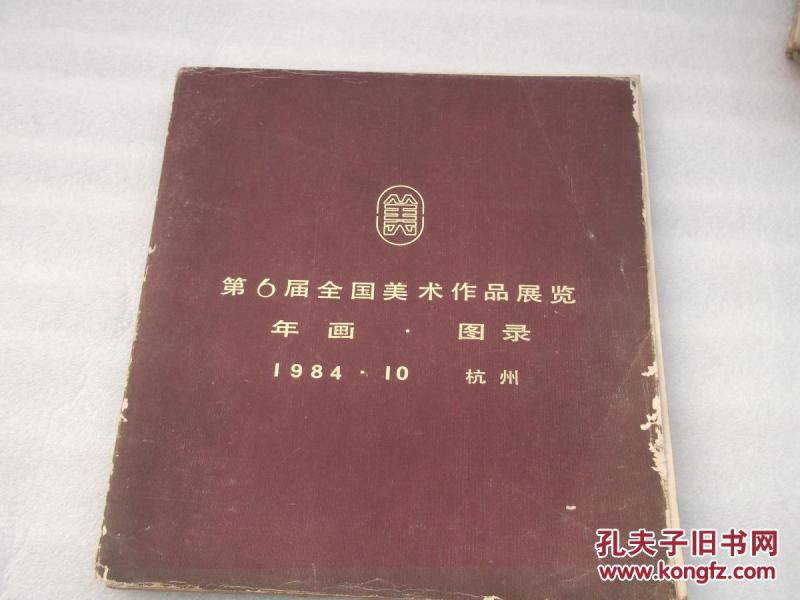 美
第6届全国美术作品展览
年画·图录
1984·10 杭州
孔夫子旧书网
www.kongfz.com